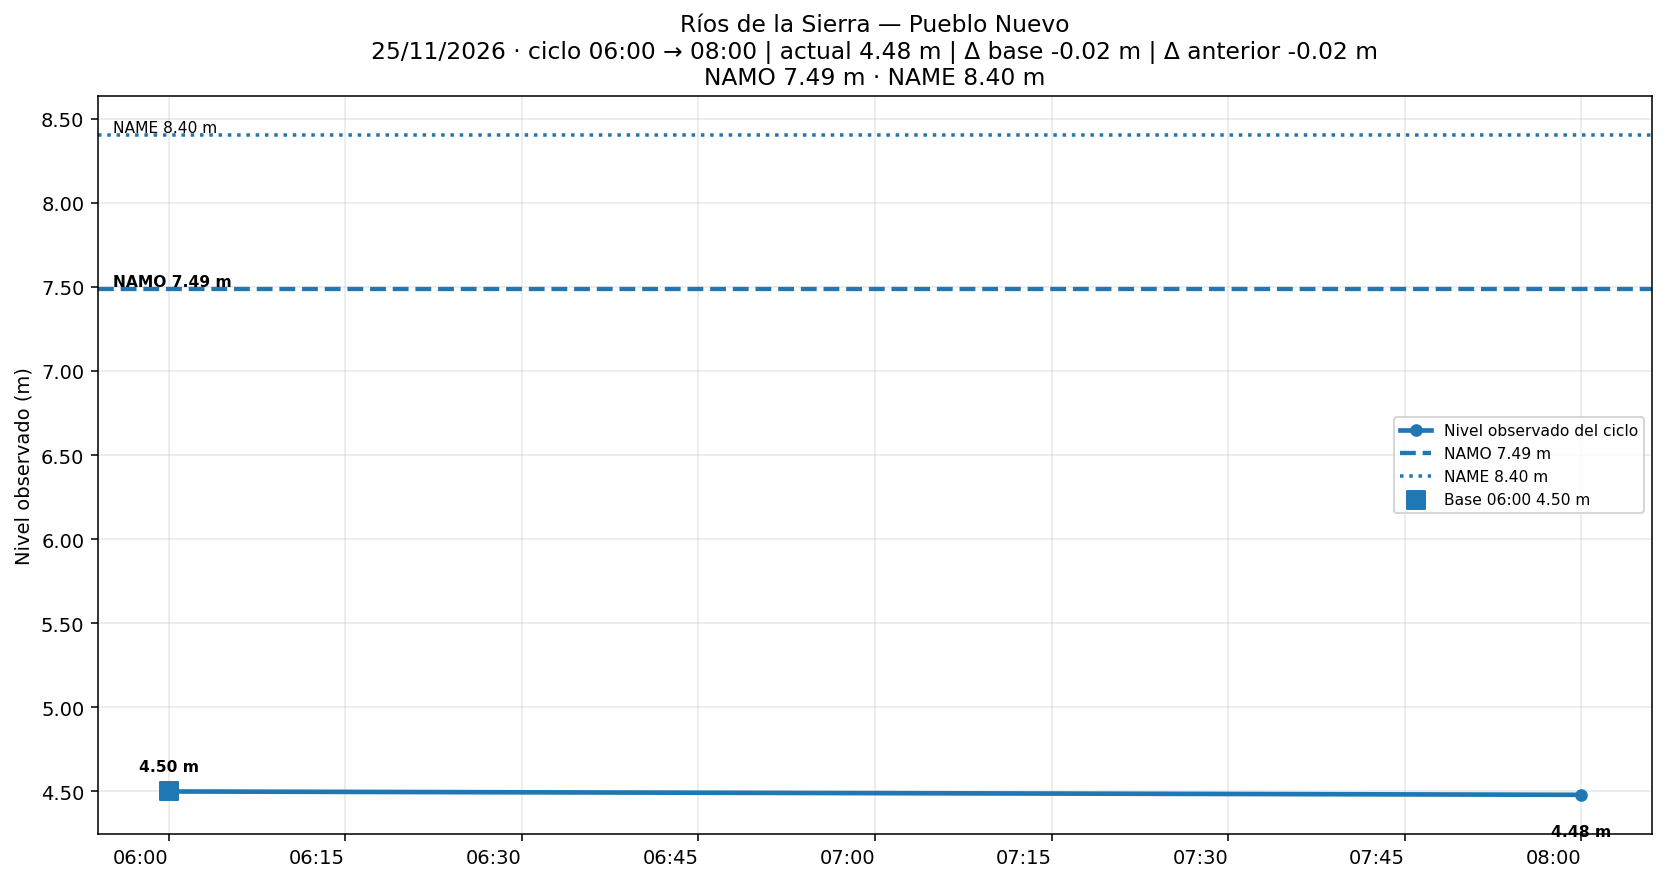 Ríos de la Sierra — Pueblo Nuevo
25/11/2026 · ciclo 06:00 → 08:00 | actual 4.48 m | Δ base -0.02 m | Δ anterior -0.02 m
NAMO 7.49 m · NAME 8.40 m
Nivel observado (m)
8.50
8.00
7.50
7.00
6.50
6.00
5.50
5.00
4.50
NAME 8.40 m
NAMO 7.49 m
Nivel observado del ciclo
NAMO 7.49 m
NAME 8.40 m
Base 06:00 4.50 m
4.50 m
4.48 m
06:00
06:15
06:30
06:45
07:00
07:15
07:30
07:45
08:00